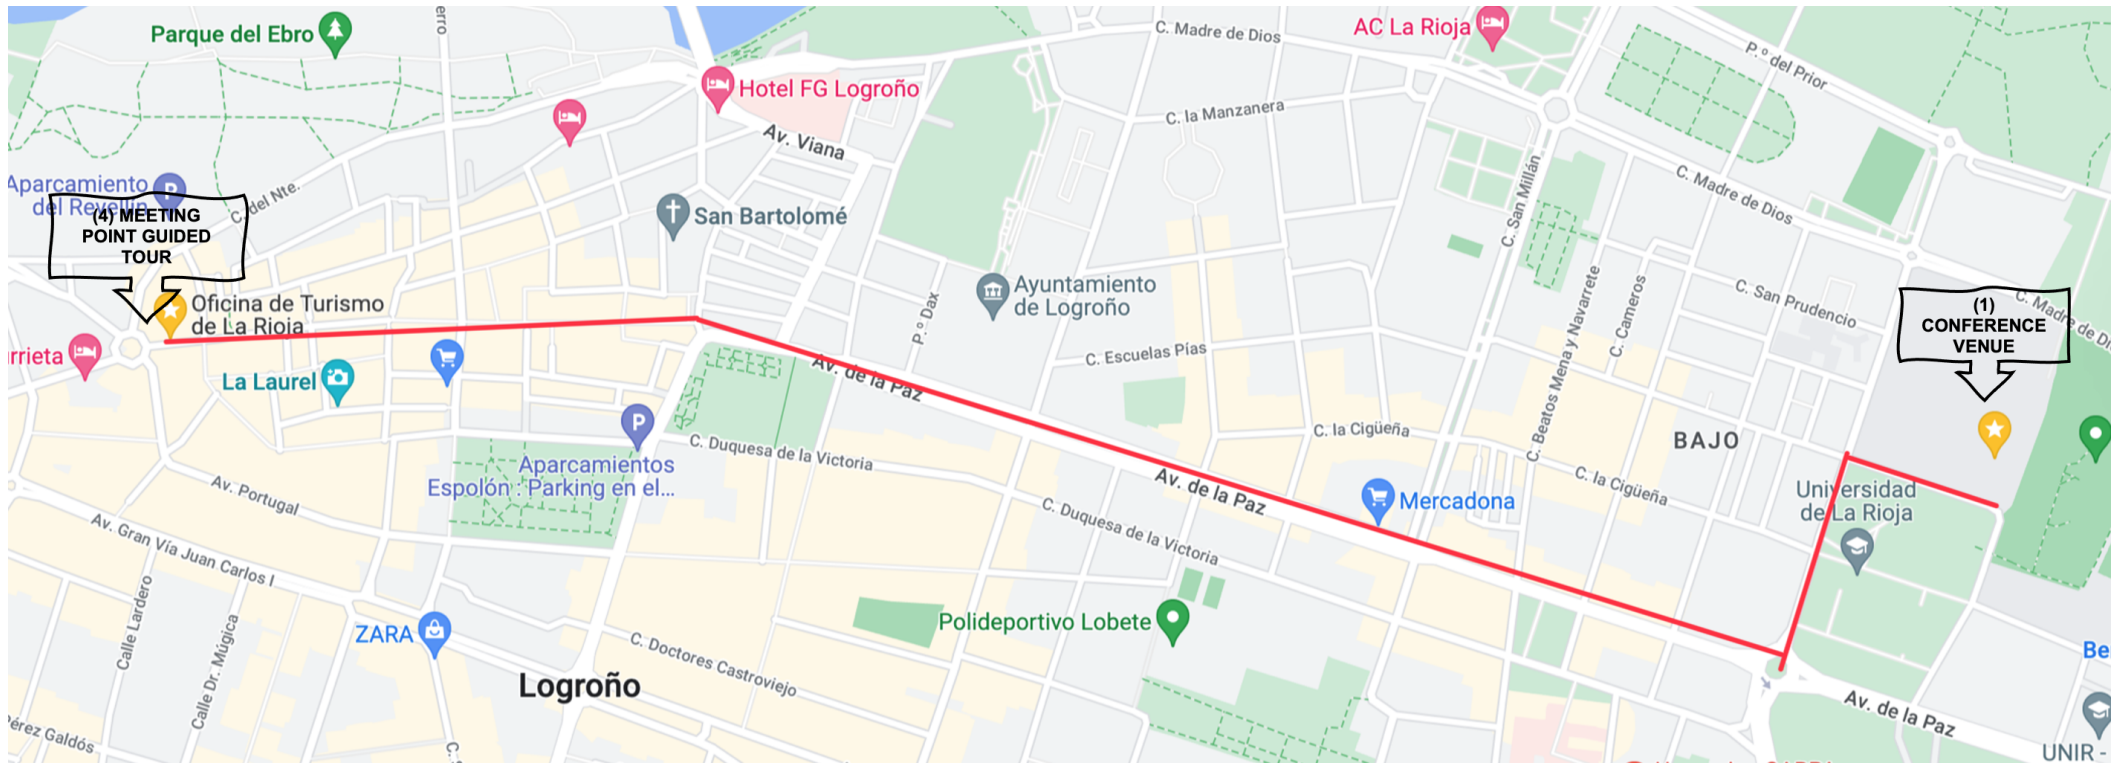 erro
Parque del Ebro
C. Madre de Dios
AC La Rioja
P.º del Prior
Hotel FG Logroño
C. la Manzanera
Av. Viana
Aparcamiento
del Revellín
C. del Nte.
(4) MEETING
POINT GUIDED
TOUR
San Bartolomé
C. San Millán
C. Madre de Dios
Oficina de Turismo
de La Rioja
Ayuntamiento
de Logroño
P.º Dax
C. Beatos Mena y Navarrete
C. Cameros
C. San Prudencio
C. Madre de Di
(1)
CONFERENCE
VENUE
rrieta
La Laurel
C. Escuelas Pías
Av. de la Paz
P
C. Duquesa de la Victoria
C. la Cigüeña
BAJO
Aparcamientos
Espolón : Parking en el...
Av. Portugal
Av. de la Paz
Mercadona
C. la Cigüeña
Universidad
de La Rioja
Av. Gran Vía Juan Carlos I
C. Duquesa de la Victoria
Calle Lardero
Calle Dr. Múgica
ZARA
Polideportivo Lobete
C. Doctores Castroviejo
Logroño
Be
Av. de la Paz
Pérez Galdós
C.
UNIR -